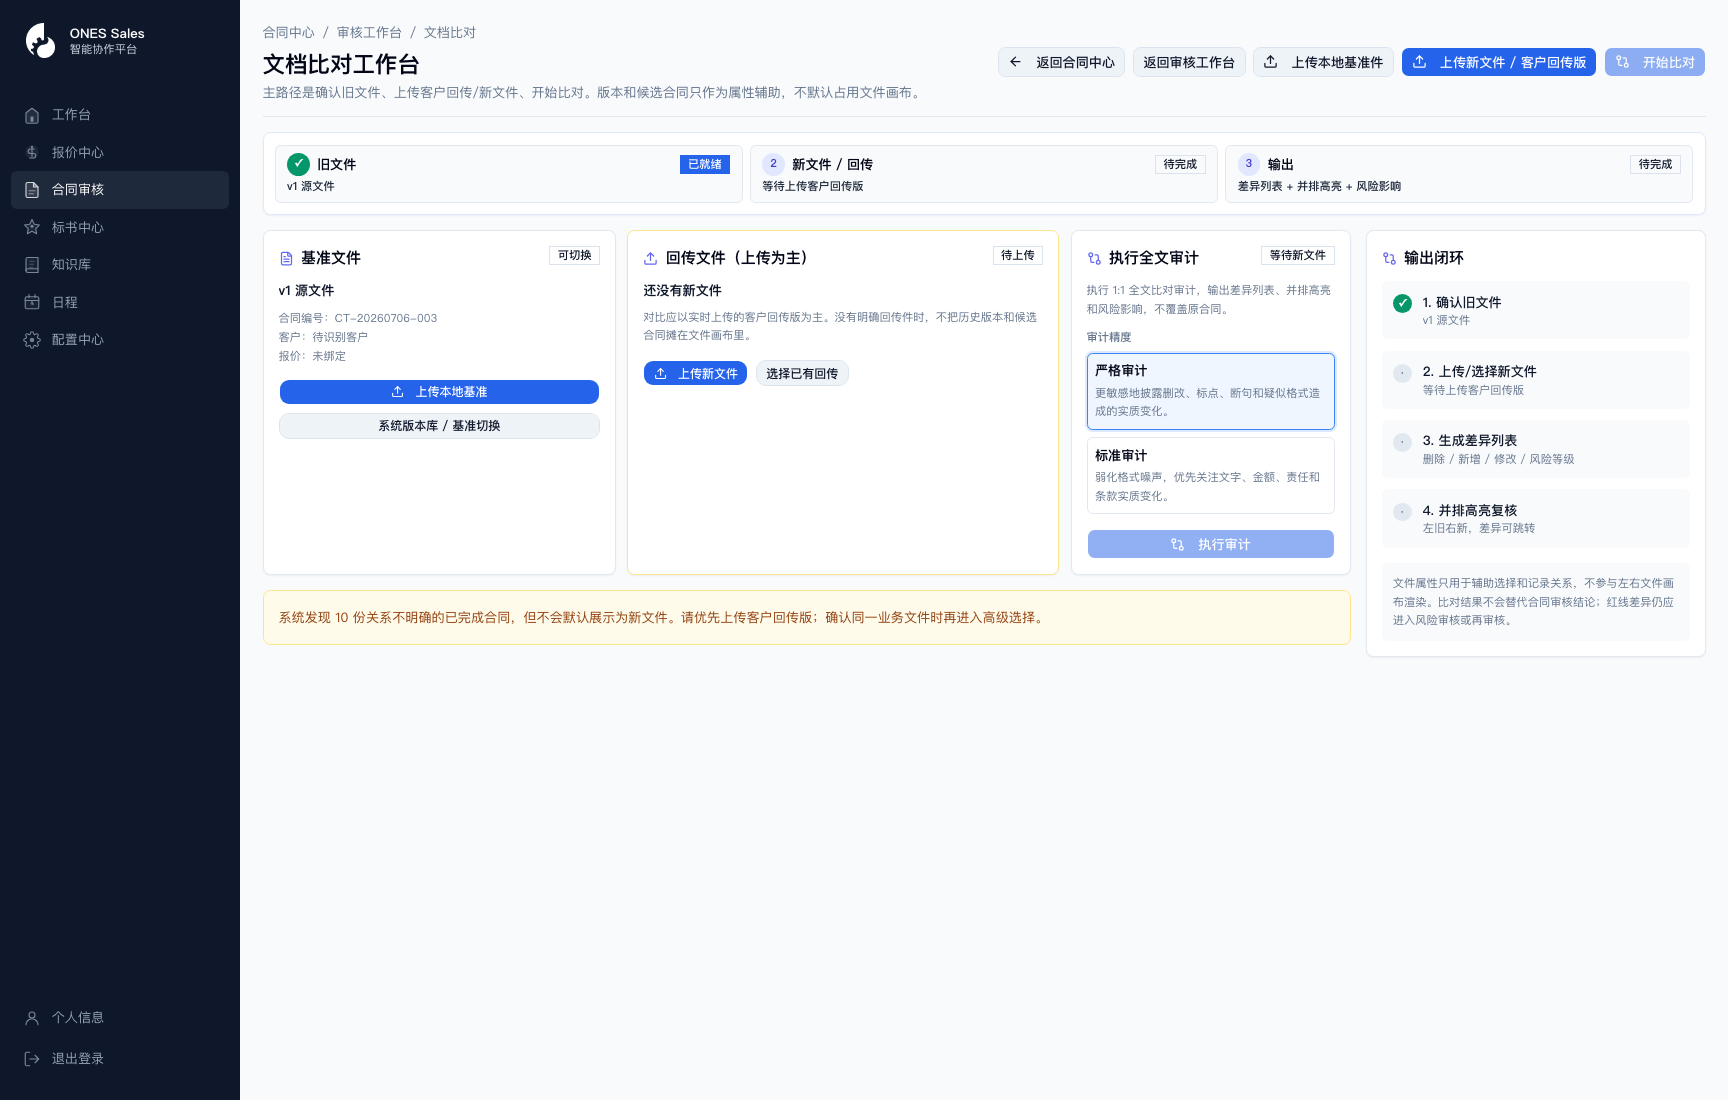 ONES Sales
智能协作平台
工作台
报价中心
合同审核
标书中心
知识库
日程
配置中心
个人信息
退出登录
合同中心 / 审核工作台 / 文档比对
文档比对工作台
主路径是确认旧文件、上传客户回传/新文件、开始比对。版本和候选合同只作为属性辅助，不默认占用文件画布。
返回合同中心
返回审核工作台
上传本地基准件
上传新文件 / 客户回传版
开始比对
旧文件
已就绪
v1 源文件
2
新文件 / 回传
待完成
等待上传客户回传版
3
输出
待完成
差异列表 + 并排高亮 + 风险影响
基准文件
可切换
v1 源文件
合同编号：CT-20260706-003
客户：待识别客户
报价：未绑定
上传本地基准
系统版本库 / 基准切换
回传文件（上传为主）
待上传
还没有新文件
对比应以实时上传的客户回传版为主。没有明确回传件时，不把历史版本和候选
合同摊在文件画布里。
上传新文件
选择已有回传
执行全文审计
等待新文件
执行 1:1 全文比对审计，输出差异列表、并排高亮
和风险影响，不覆盖原合同。
审计精度
严格审计
更敏感地披露删改、标点、断句和疑似格式造
成的实质变化。
标准审计
弱化格式噪声，优先关注文字、金额、责任和
条款实质变化。
执行审计
系统发现 10 份关系不明确的已完成合同，但不会默认展示为新文件。请优先上传客户回传版；确认同一业务文件时再进入高级选择。
输出闭环
1. 确认旧文件
v1 源文件
2. 上传/选择新文件
等待上传客户回传版
3. 生成差异列表
删除 / 新增 / 修改 / 风险等级
4. 并排高亮复核
左旧右新，差异可跳转
文件属性只用于辅助选择和记录关系，不参与左右文件画
布渲染。比对结果不会替代合同审核结论；红线差异仍应
进入风险审核或再审核。